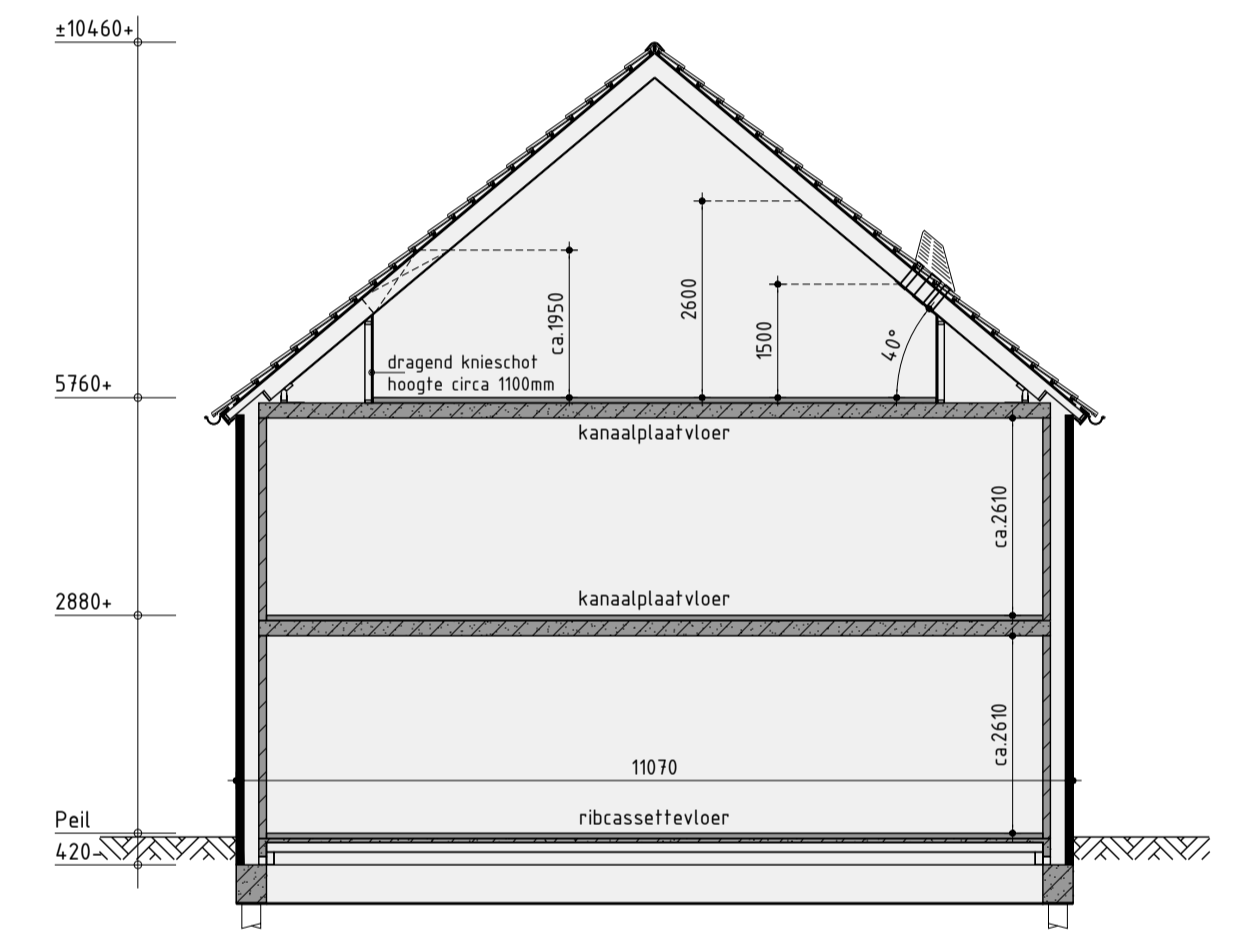 ±10460+
2600
ca.1950
1500
40°
dragend knieschot
hoogte circa 1100mm
5760+
kanaalplaatvloer
ca.2610
2880+
kanaalplaatvloer
ca.2610
11070
Peil
ribcassettevloer
420-